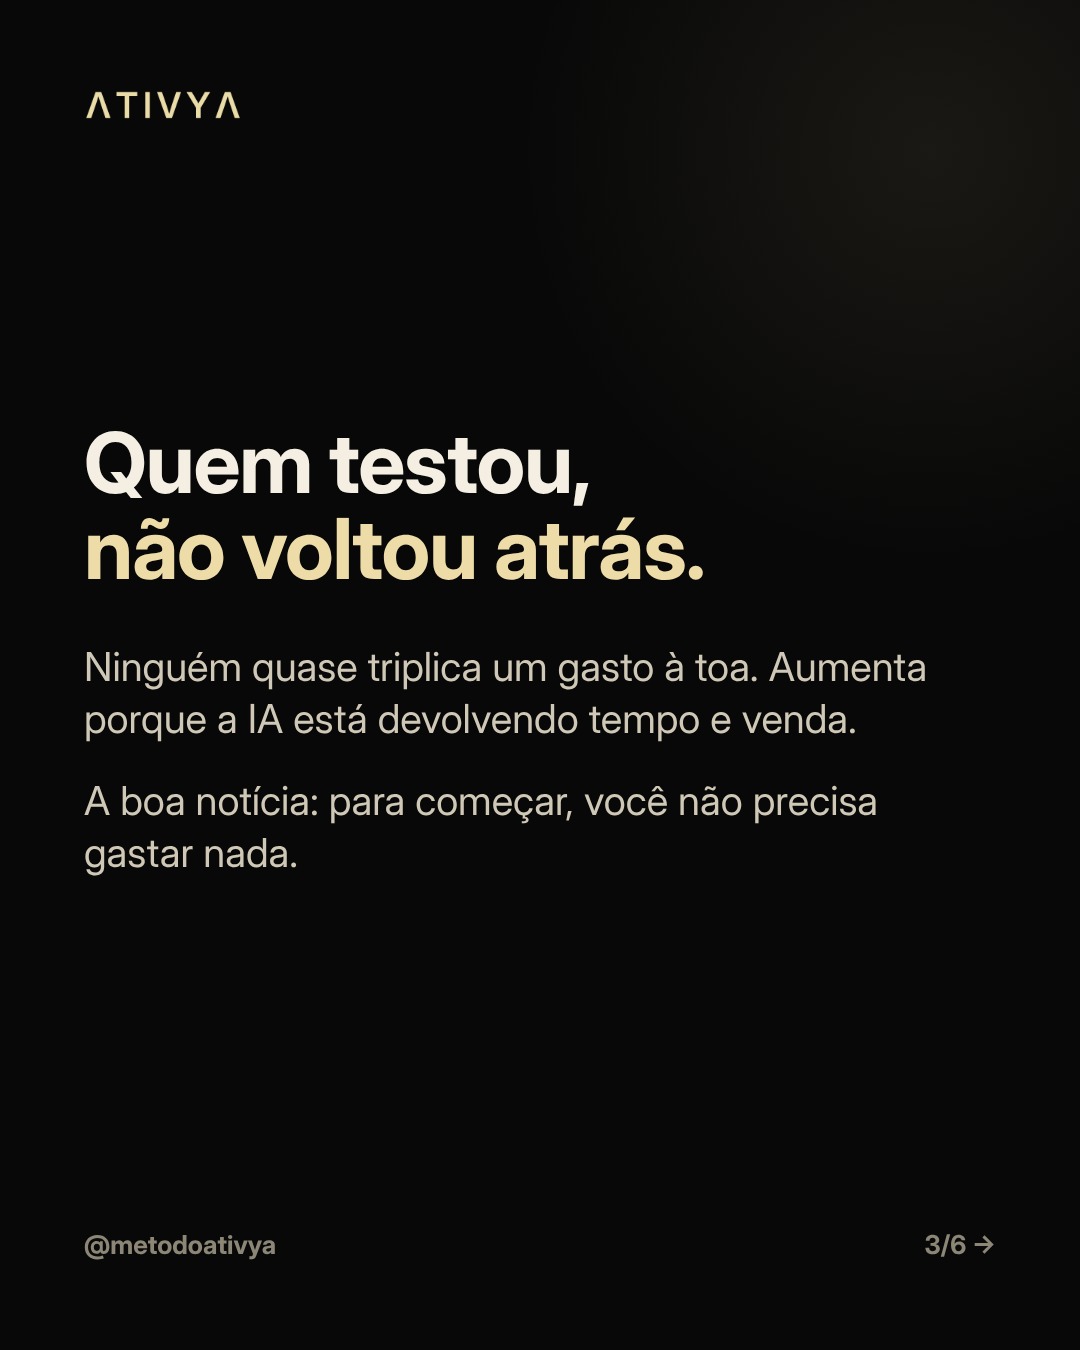 ATIVYA
Quem testou,
não voltou atrás.
Ninguém quase triplica um gasto à toa. Aumenta
porque a IA está devolvendo tempo e venda.
A boa notícia: para começar, você não precisa
gastar nada.
@metodoativya
3/6 →